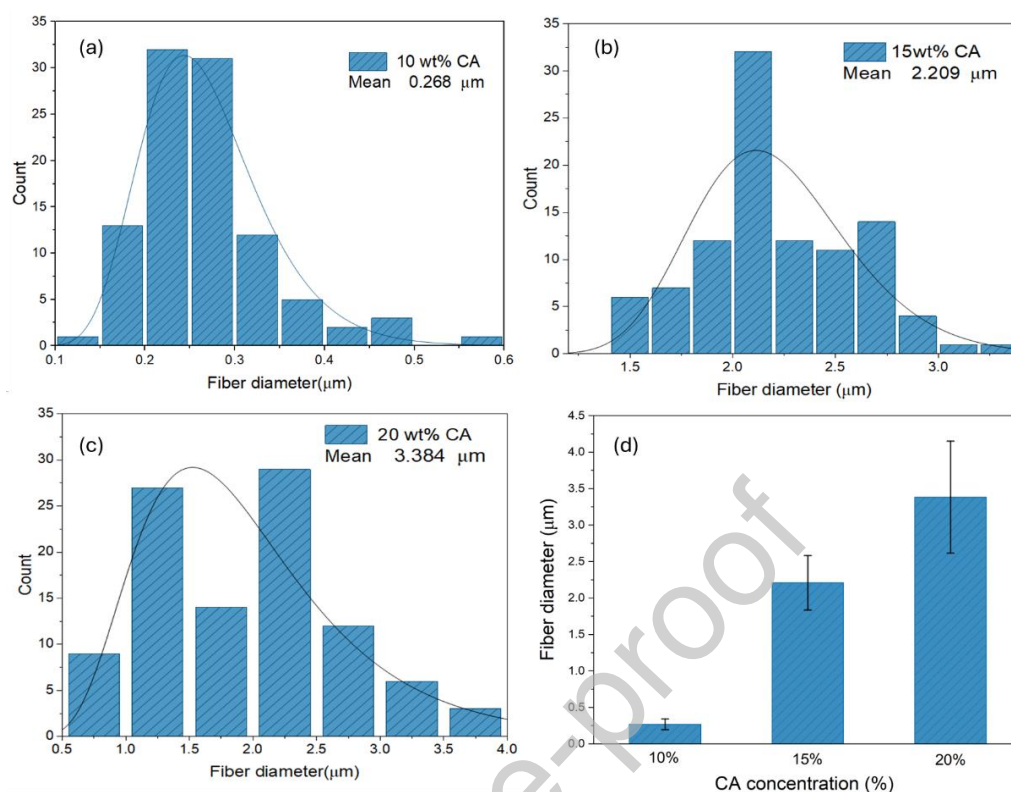 (a)
10 wt% CA
Mean 0.268 μm
35
30
25
20
15
10
5
0
Count
0.1 0.2 0.3 0.4 0.5 0.6
Fiber diameter(μm)
(b)
15wt% CA
Mean 2.209 μm
35
30
25
20
15
10
5
0
Count
1.5 2.0 2.5 3.0
Fiber diameter (μm)
(c)
20 wt% CA
Mean 3.384 μm
35
30
25
20
15
10
5
0
Count
0.5 1.0 1.5 2.0 2.5 3.0 3.5 4.0
Fiber diameter(μm)
(d)
4.5
4.0
3.5
3.0
2.5
2.0
1.5
1.0
0.5
0.0
Fiber diameter (μm)
10% 15% 20%
CA concentration (%)
e-proof